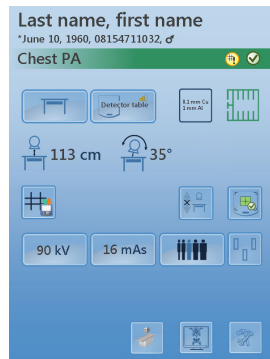 Last name, first name
*June 10, 1960, 08154711032, ♂
Chest PA
Detector table
0.1 mm Cu
1 mm Al
113 cm
35°
90 kV
16 mAs